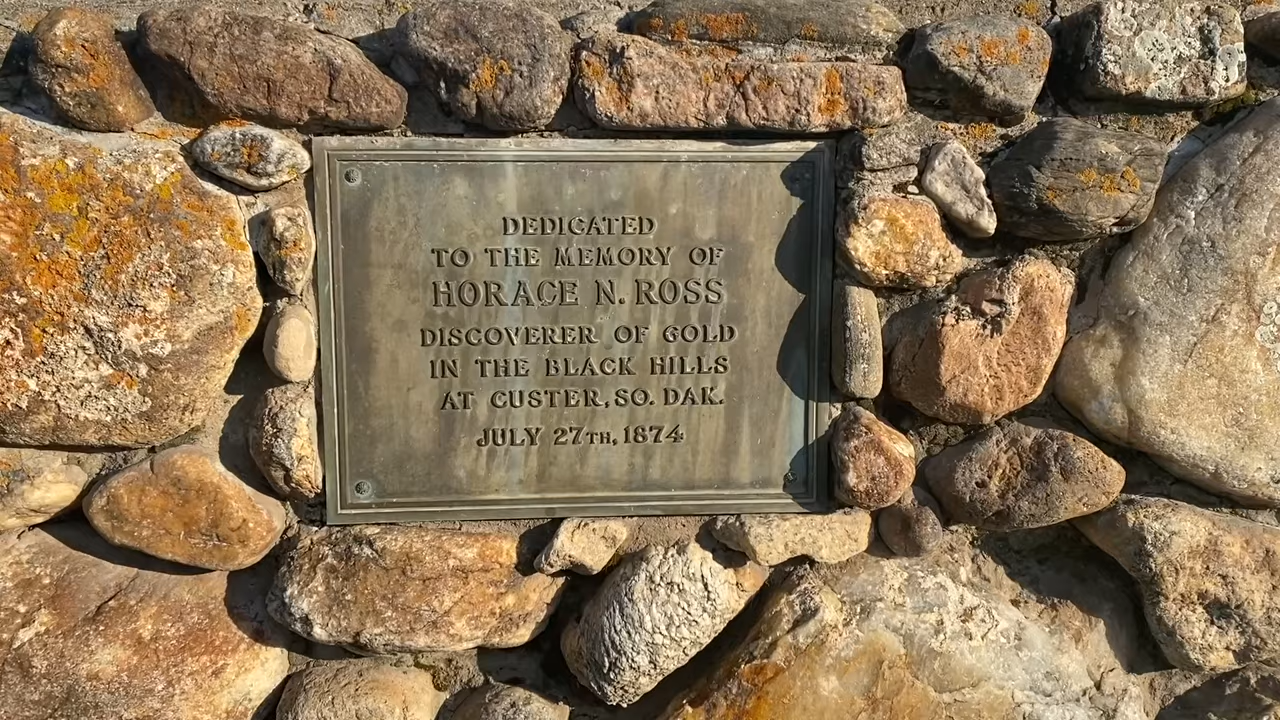 DEDICATED
TO THE MEMORY OF
HORACE N. ROSS
DISCOVERER OF GOLD
IN THE BLACK HILLS
AT CUSTER, SO. DAK.
JULY 27TH, 1874